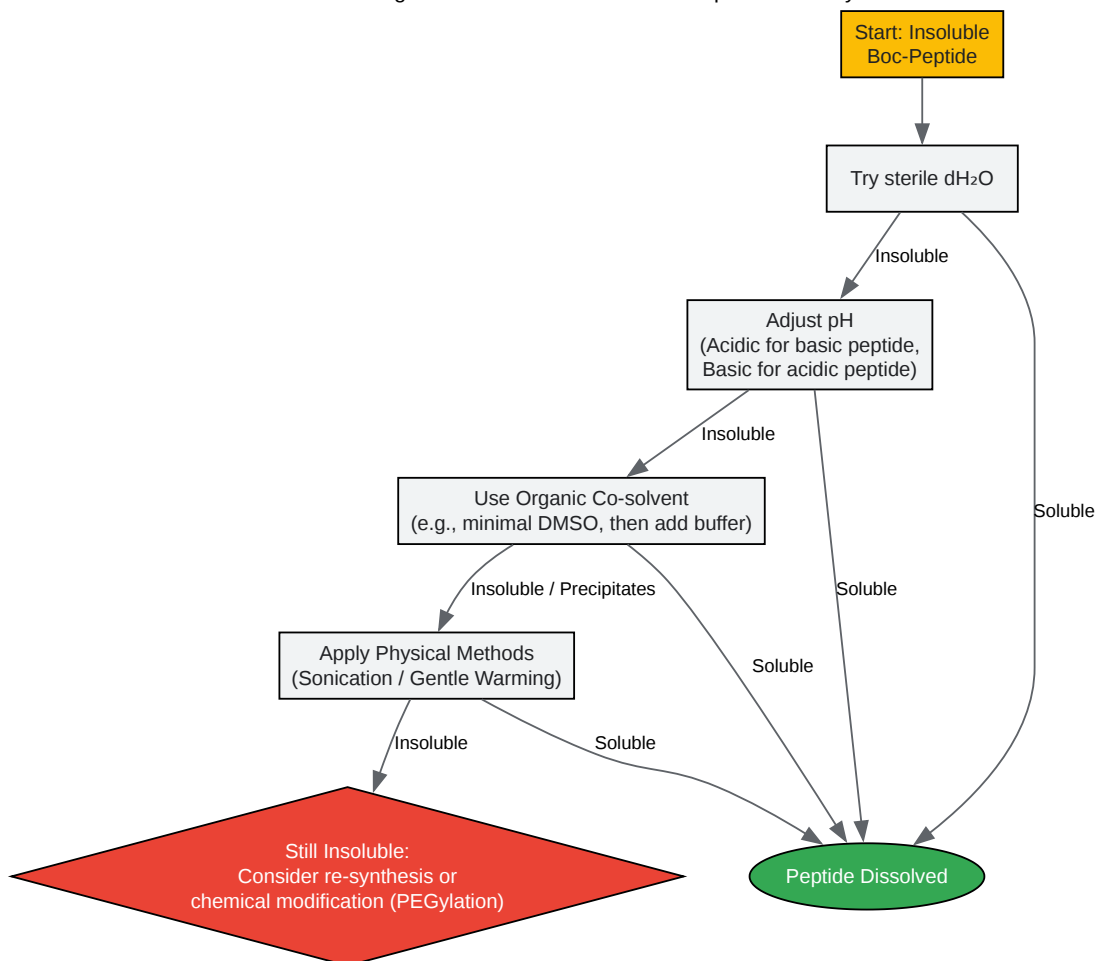 Start: Insoluble
Boc-Peptide
Try sterile dH₂O
Insoluble
Adjust pH
(Acidic for basic peptide,
Basic for acidic peptide)
Insoluble
Use Organic Co-solvent
(e.g., minimal DMSO, then add buffer)
Soluble
Insoluble / Precipitates
Soluble
Apply Physical Methods
(Sonication / Gentle Warming)
Soluble
Insoluble
Soluble
Still Insoluble:
Consider re-synthesis or
chemical modification (PEGylation)
Peptide Dissolved